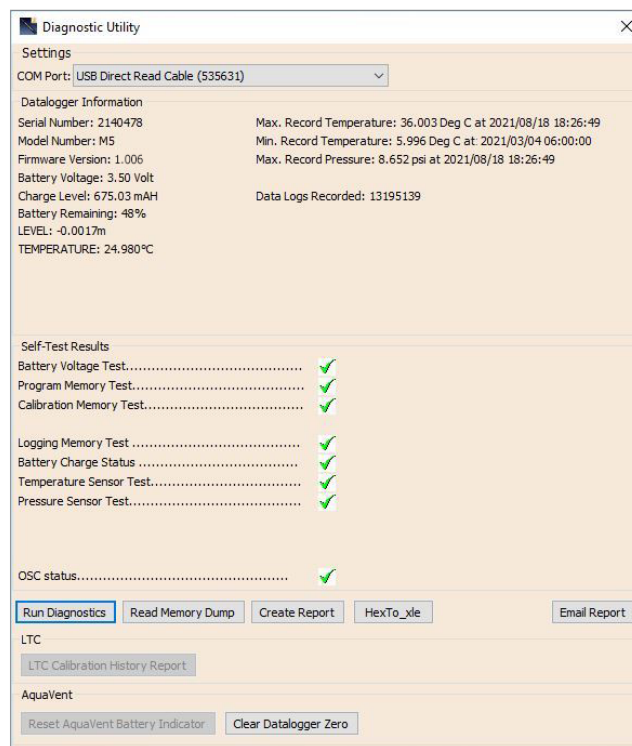 Diagnostic Utility
Settings
COM Port: USB Direct Read Cable (535631)
Datalogger Information
Serial Number: 2140478
Max. Record Temperature: 36.003 Deg C at 2021/08/18 18:26:49
Model Number: M5
Min. Record Temperature: 5.996 Deg C at 2021/03/04 06:00:00
Firmware Version: 1.006
Max. Record Pressure: 8.652 psi at 2021/08/18 18:26:49
Battery Voltage: 3.50 Volt
Charge Level: 675.03 mAH
Data Logs Recorded: 13195139
Battery Remaining: 48%
LEVEL: -0.0017m
TEMPERATURE: 24.980°C
Self-Test Results
Battery Voltage Test..........................................
Program Memory Test.........................................
Calibration Memory Test......................................
Logging Memory Test ........................................
Battery Charge Status ......................................
Temperature Sensor Test....................................
Pressure Sensor Test.........................................
OSC status..................................................
Run Diagnostics Read Memory Dump Create Report HexTo_xle Email Report
LTC
LTC Calibration History Report
AquaVent
Reset AquaVent Battery Indicator Clear Datalogger Zero